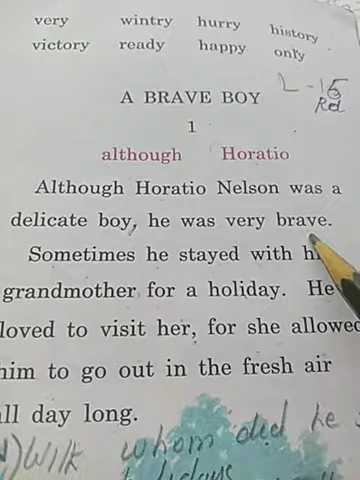 very wintry hurry history
victory ready happy only
L-15
A BRAVE BOY
Rd
1
although Horatio
Although Horatio Nelson was a
delicate boy, he was very brave.
Sometimes he stayed with
grandmother for a holiday. He
loved to visit her, for she allowed
him to go out in the fresh air
all day long.
With whom did he
holidays